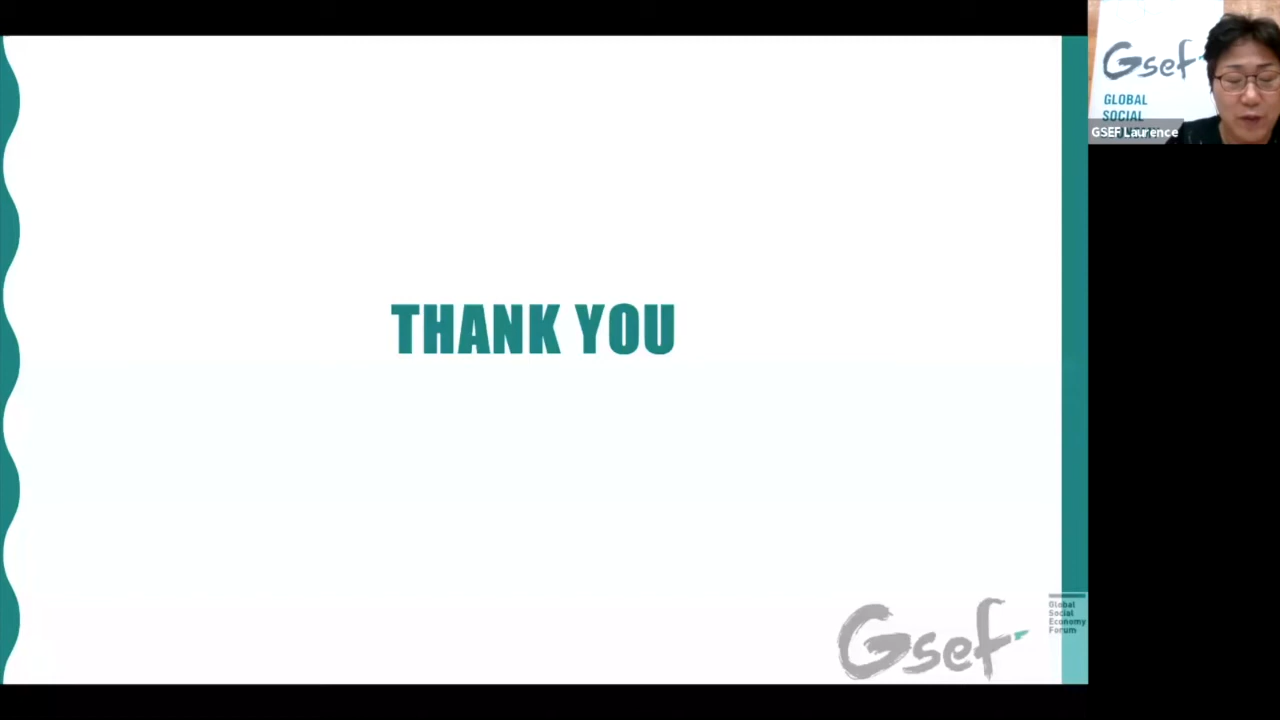 THANK YOU
Gsef
Global
Social
Economy
Forum
Gsef
GLOBAL
SOCIAL
GSEF Laurence